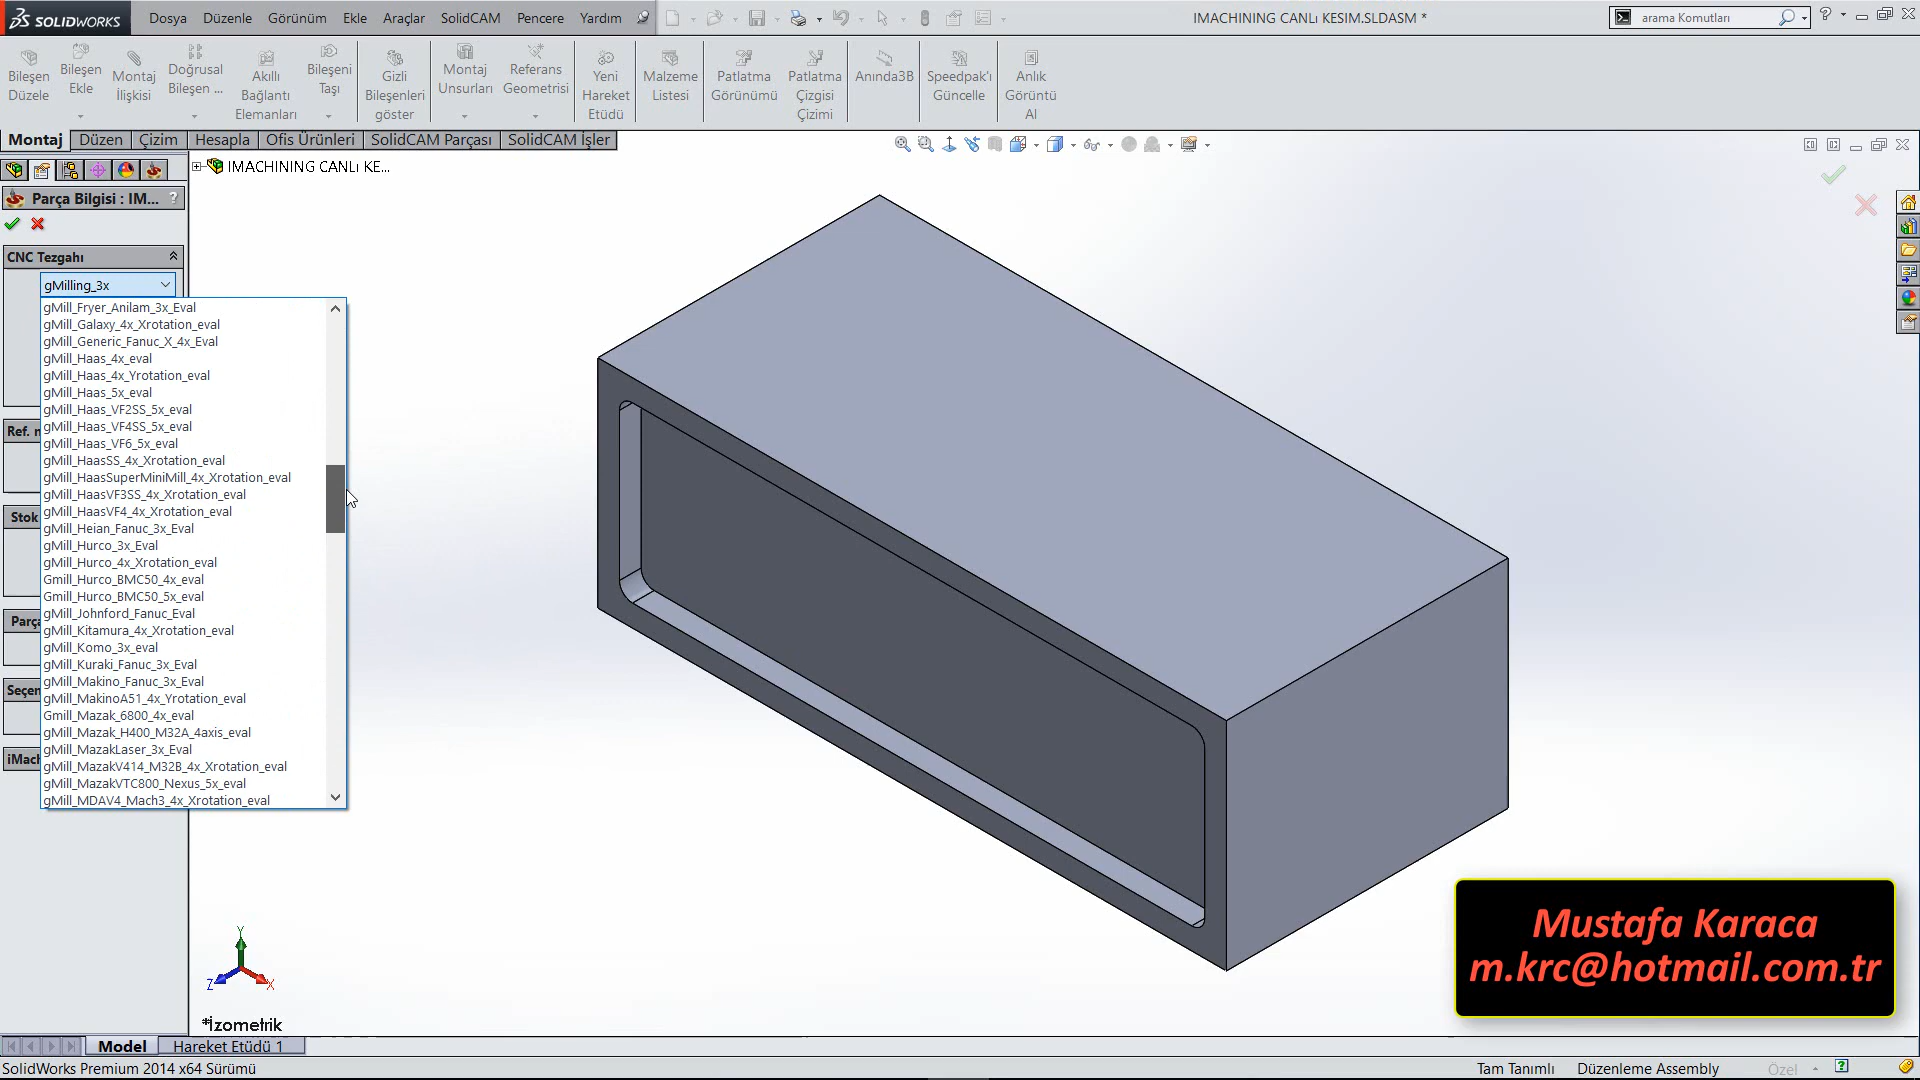 SOLIDWORKS
Dosya Düzenle Görünüm Ekle Araçlar SolidCAM Pencere Yardım
IMACHINING CANLı KESIM.SLDASM *
arama Komutları
Bileşen Düzele
Bileşen Ekle
Montaj İlişkisi
Doğrusal Bileşen ...
Akıllı Bağlantı Elemanları
Bileşeni Taşı
Gizli Bileşenleri göster
Montaj Unsurları
Referans Geometrisi
Yeni Hareket Etüdü
Malzeme Listesi
Patlatma Görünümü
Patlatma Çizgisi Çizimi
Anında3B
Speedpak'ı Güncelle
Anlık Görüntü Al
Montaj Düzen Çizim Hesapla Ofis Ürünleri SolidCAM Parçası SolidCAM İşler
IMACHINING CANLı KE...
Parça Bilgisi : IM... ?
CNC Tezgahı
gMilling_3x
gMill_Fryer_Anilam_3x_Eval
gMill_Galaxy_4x_Xrotation_eval
gMill_Generic_Fanuc_X_4x_Eval
gMill_Haas_4x_eval
gMill_Haas_4x_Yrotation_eval
gMill_Haas_5x_eval
gMill_Haas_VF2SS_5x_eval
gMill_Haas_VF4SS_5x_eval
gMill_Haas_VF6_5x_eval
gMill_HaasSS_4x_Xrotation_eval
gMill_HaasSuperMiniMill_4x_Xrotation_eval
gMill_HaasVF3SS_4x_Xrotation_eval
gMill_HaasVF4_4x_Xrotation_eval
gMill_Heian_Fanuc_3x_Eval
gMill_Hurco_3x_Eval
gMill_Hurco_4x_Xrotation_eval
Gmill_Hurco_BMC50_4x_eval
Gmill_Hurco_BMC50_5x_eval
gMill_Johnford_Fanuc_Eval
gMill_Kitamura_4x_Xrotation_eval
gMill_Komo_3x_eval
gMill_Kuraki_Fanuc_3x_Eval
gMill_Makino_Fanuc_3x_Eval
gMill_MakinoA51_4x_Yrotation_eval
Gmill_Mazak_6800_4x_eval
gMill_Mazak_H400_M32A_4axis_eval
gMill_MazakLaser_3x_Eval
gMill_MazakV414_M32B_4x_Xrotation_eval
gMill_MazakVTC800_Nexus_5x_eval
gMill_MDAV4_Mach3_4x_Xrotation_eval
Ref. n
Stok
Parça
Seçen
iMach
Y
Z
X
*İzometrik
Mustafa Karaca
m.krc@hotmail.com.tr
Model Hareket Etüdü 1
SolidWorks Premium 2014 x64 Sürümü
Tam Tanımlı Düzenleme Assembly Özel